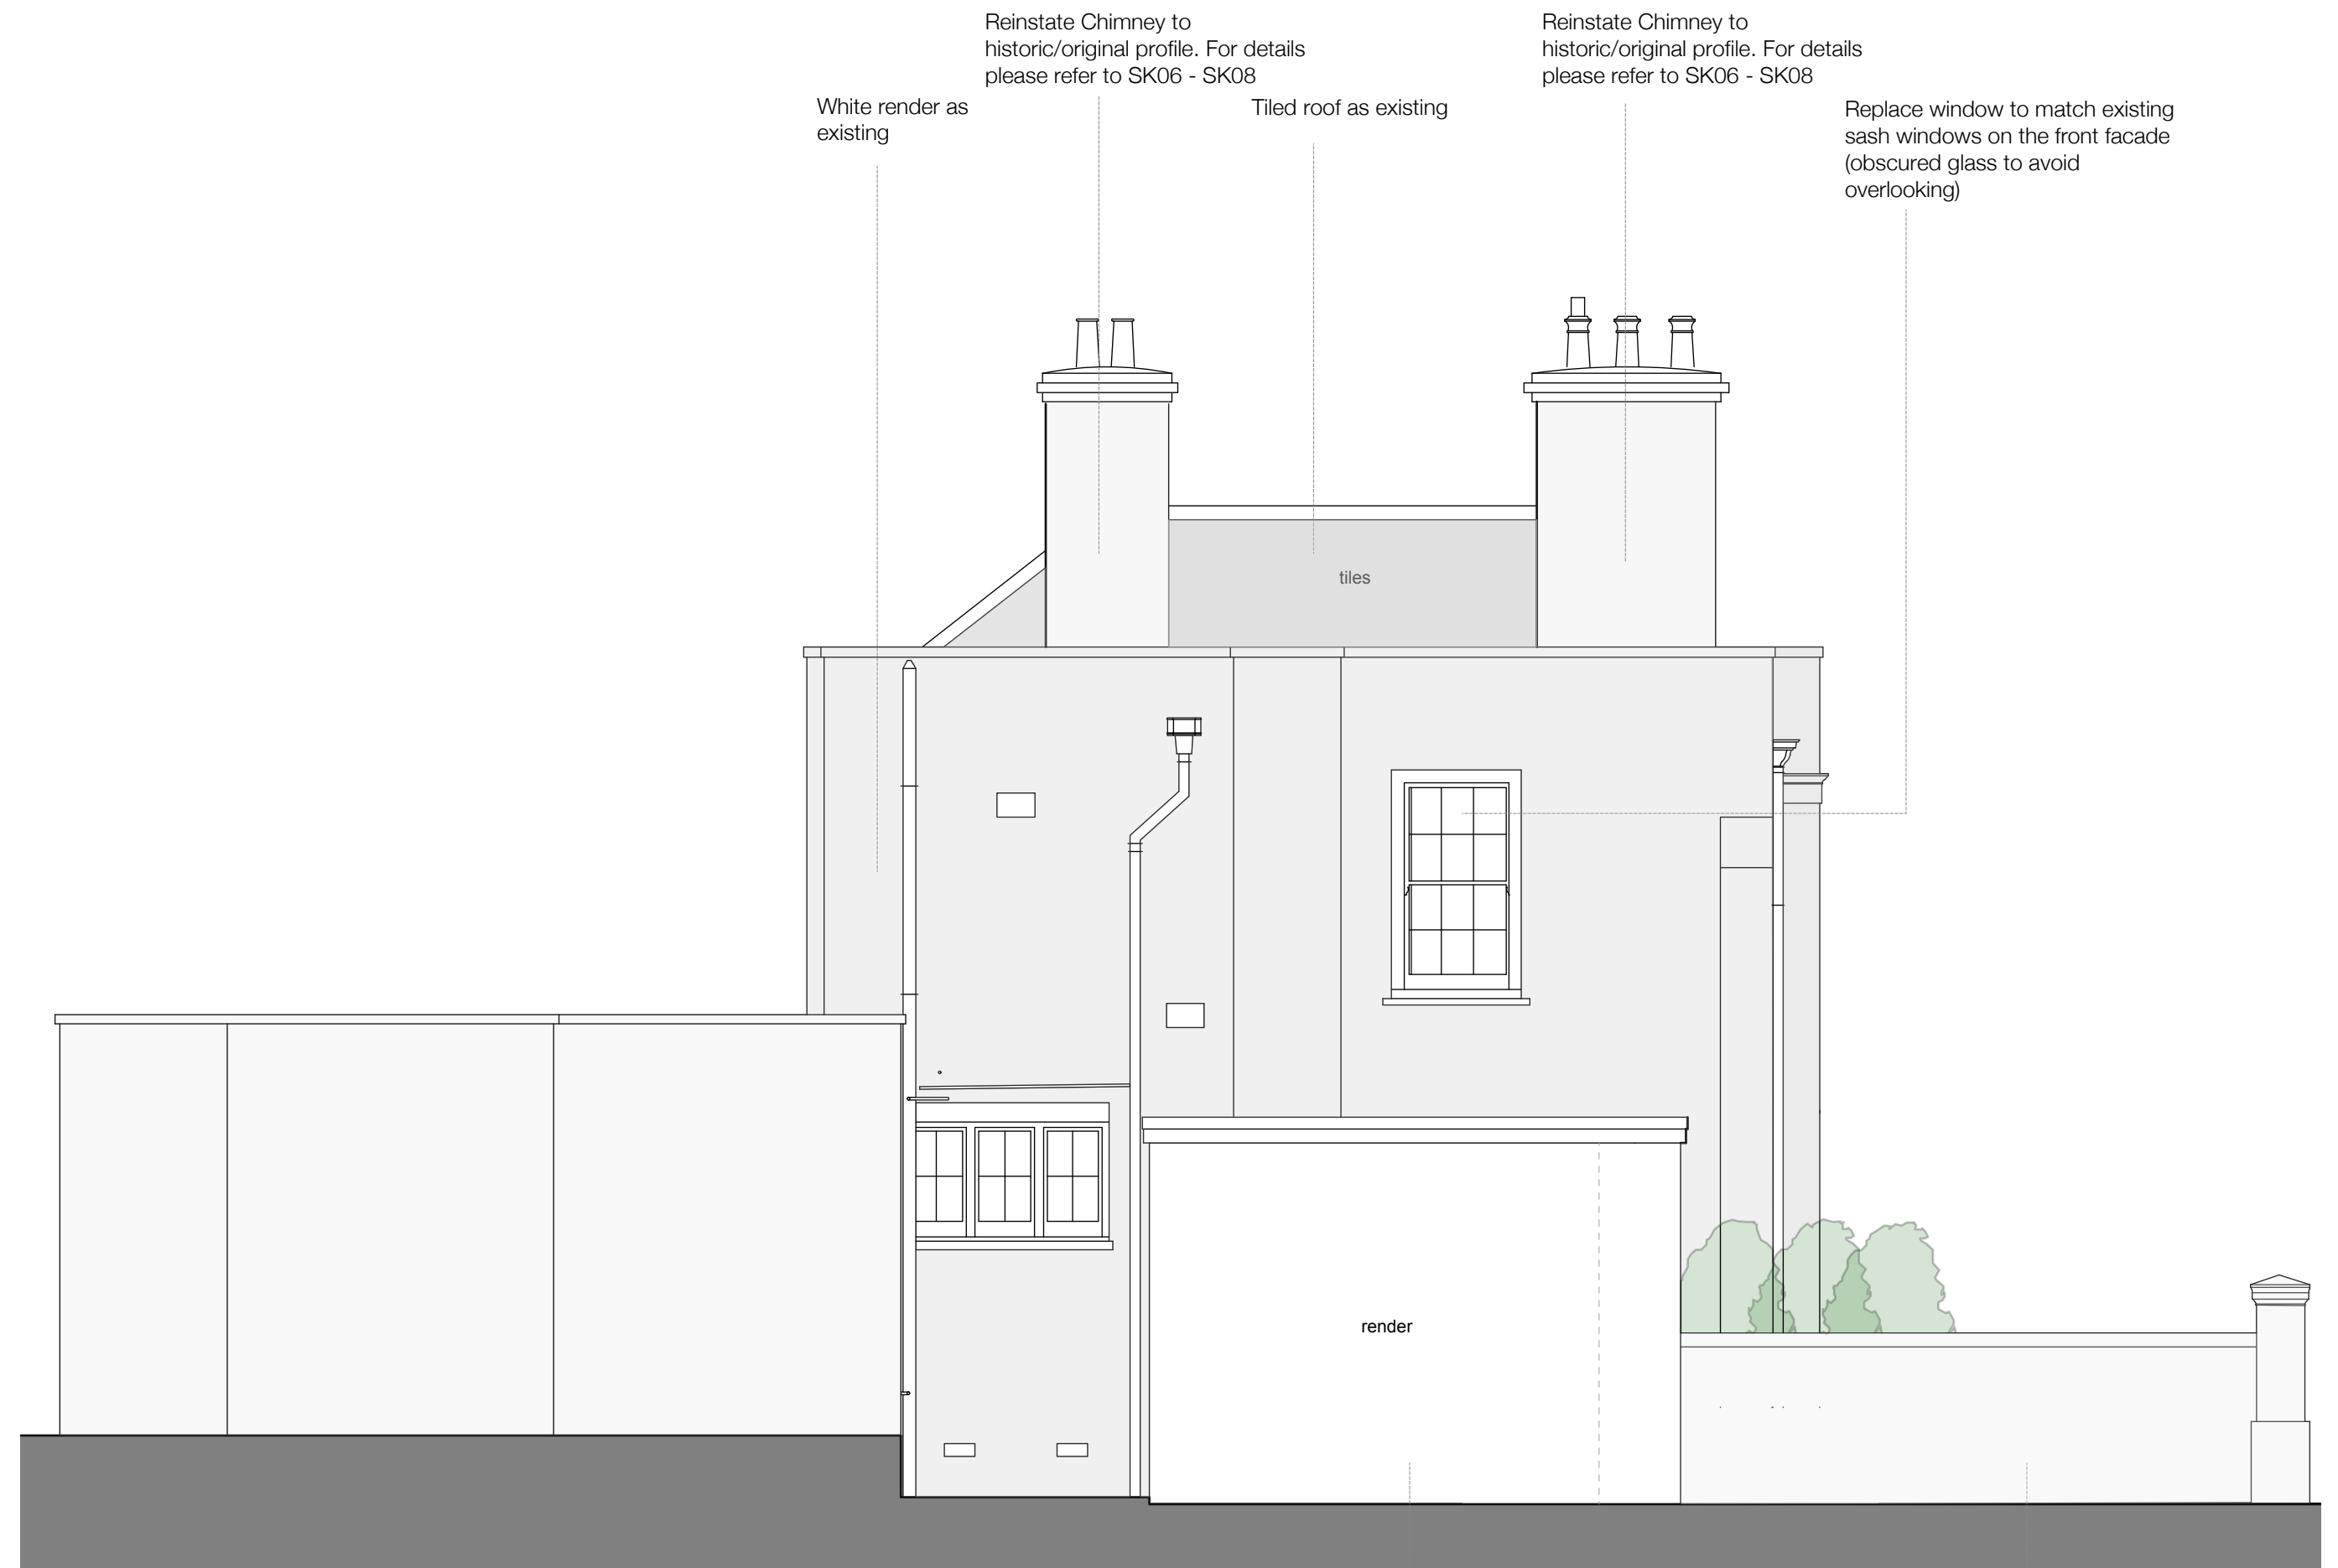 Reinstate Chimney to
historic/original profile. For details
please refer to SK06 - SK08
Reinstate Chimney to
historic/original profile. For details
please refer to SK06 - SK08
White render as
existing
Tiled roof as existing
Replace window to match existing
sash windows on the front facade
(obscured glass to avoid
overlooking)
tiles
render